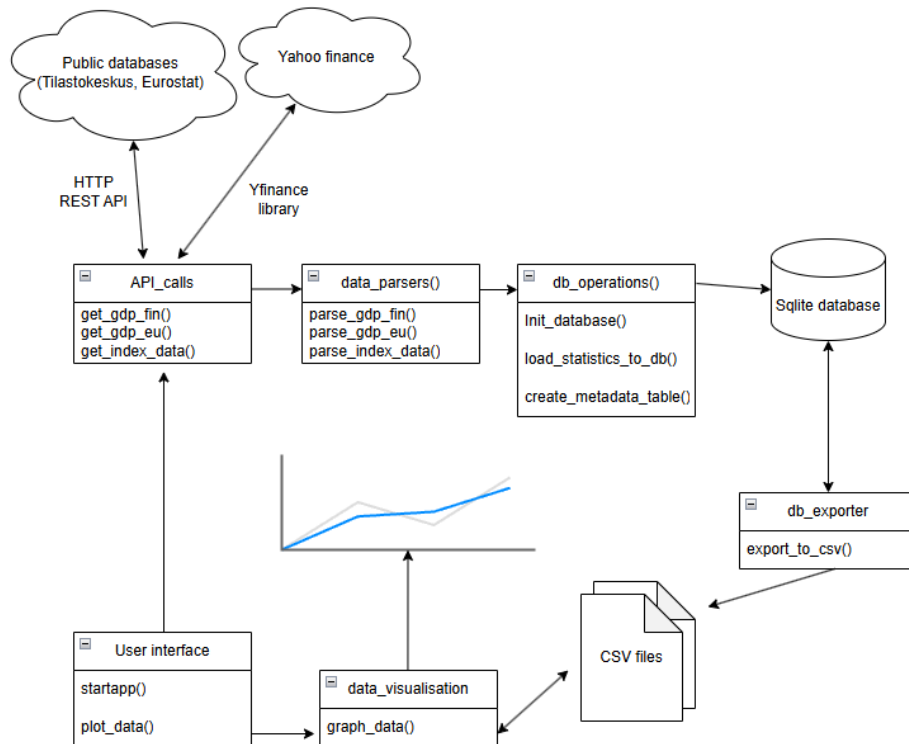 Public databases
(Tilastokeskus, Eurostat)
Yahoo finance
HTTP
REST API
Yfinance
library
API_calls
get_gdp_fin()
get_gdp_eu()
get_index_data()
data_parsers()
parse_gdp_fin()
parse_gdp_eu()
parse_index_data()
db_operations()
Init_database()
load_statistics_to_db()
create_metadata_table()
Sqlite database
db_exporter
export_to_csv()
CSV files
User interface
startapp()
plot_data()
data_visualisation
graph_data()